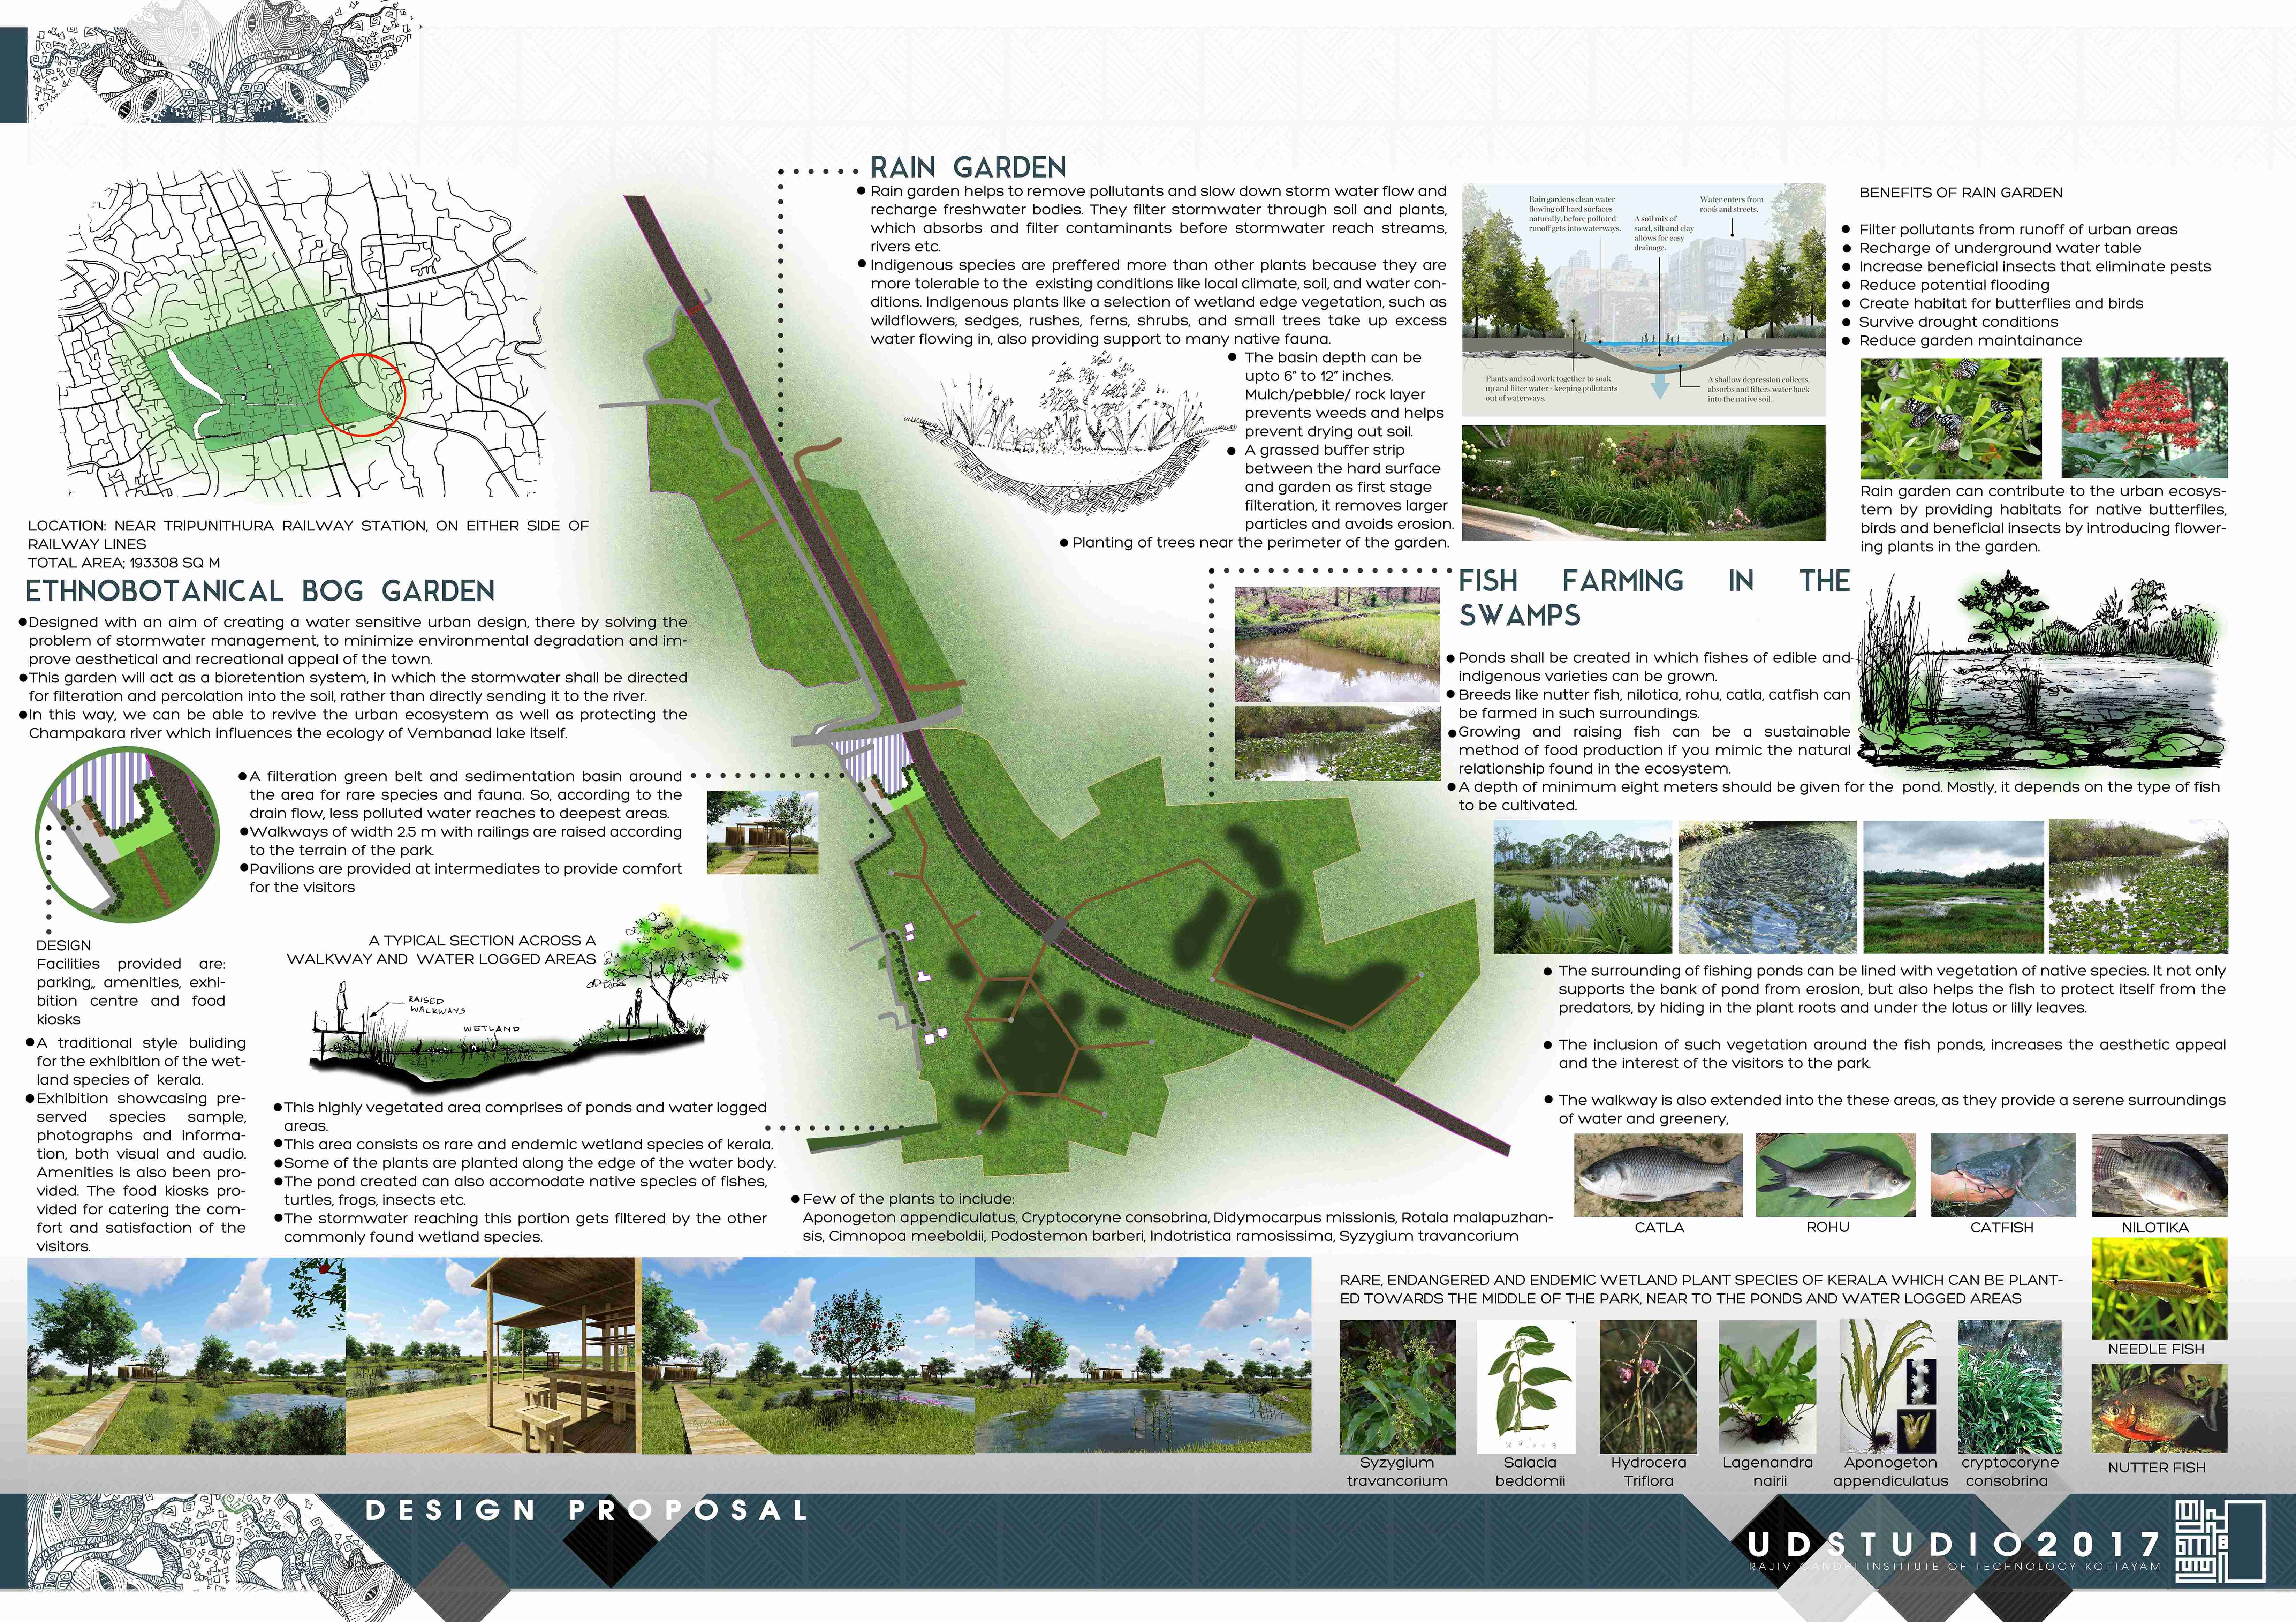 RAIN GARDEN
● Rain garden helps to remove pollutants and slow down storm water flow and
recharge freshwater bodies. They filter stormwater through soil and plants,
which absorbs and filter contaminants before stormwater reach streams,
rivers etc.
● Indigenous species are preffered more than other plants because they are
more tolerable to the existing conditions like local climate, soil, and water con-
ditions. Indigenous plants like a selection of wetland edge vegetation, such as
wildflowers, sedges, rushes, ferns, shrubs, and small trees take up excess
water flowing in, also providing support to many native fauna.
● The basin depth can be
upto 6" to 12" inches.
Mulch/pebble/ rock layer
prevents weeds and helps
prevent drying out soil.
● A grassed buffer strip
between the hard surface
and garden as first stage
filteration, it removes larger
particles and avoids erosion.
● Planting of trees near the perimeter of the garden.
Rain gardens clean water
flowing off hard surfaces
naturally, before polluted
runoff gets into waterways.
A soil mix of
sand, silt and clay
allows for easy
drainage.
Water enters from
roofs and streets.
Plants and soil work together to soak
up and filter water - keeping pollutants
out of waterways.
A shallow depression collects,
absorbs and filters water back
into the native soil.
BENEFITS OF RAIN GARDEN
● Filter pollutants from runoff of urban areas
● Recharge of underground water table
● Increase beneficial insects that eliminate pests
● Reduce potential flooding
● Create habitat for butterflies and birds
● Survive drought conditions
● Reduce garden maintainance
Rain garden can contribute to the urban ecosys-
tem by providing habitats for native butterflies,
birds and beneficial insects by introducing flower-
ing plants in the garden.
LOCATION: NEAR TRIPUNITHURA RAILWAY STATION, ON EITHER SIDE OF
RAILWAY LINES
TOTAL AREA; 193308 SQ M
ETHNOBOTANICAL BOG GARDEN
●Designed with an aim of creating a water sensitive urban design, there by solving the
problem of stormwater management, to minimize environmental degradation and im-
prove aesthetical and recreational appeal of the town.
●This garden will act as a bioretention system, in which the stormwater shall be directed
for filteration and percolation into the soil, rather than directly sending it to the river.
●In this way, we can be able to revive the urban ecosystem as well as protecting the
Champakara river which influences the ecology of Vembanad lake itself.
●A filteration green belt and sedimentation basin around
the area for rare species and fauna. So, according to the
drain flow, less polluted water reaches to deepest areas.
●Walkways of width 2.5 m with railings are raised according
to the terrain of the park.
●Pavilions are provided at intermediates to provide comfort
for the visitors
DESIGN
Facilities provided are:
parking,, amenities, exhi-
bition centre and food
kiosks
●A traditional style buliding
for the exhibition of the wet-
land species of kerala.
●Exhibition showcasing pre-
served species sample,
photographs and informa-
tion, both visual and audio.
Amenities is also been pro-
vided. The food kiosks pro-
vided for catering the com-
fort and satisfaction of the
visitors.
A TYPICAL SECTION ACROSS A
WALKWAY AND WATER LOGGED AREAS
RAISED
WALKWAYS
WETLAND
●This highly vegetated area comprises of ponds and water logged
areas.
●This area consists os rare and endemic wetland species of kerala.
●Some of the plants are planted along the edge of the water body.
●The pond created can also accomodate native species of fishes,
turtles, frogs, insects etc.
●The stormwater reaching this portion gets filtered by the other
commonly found wetland species.
● Few of the plants to include:
Aponogeton appendiculatus, Cryptocoryne consobrina, Didymocarpus missionis, Rotala malapuzhan-
sis, Cimnopoa meeboldii, Podostemon barberi, Indotristica ramosissima, Syzygium travancorium
FISH FARMING IN THE
SWAMPS
● Ponds shall be created in which fishes of edible and
indigenous varieties can be grown.
● Breeds like nutter fish, nilotica, rohu, catla, catfish can
be farmed in such surroundings.
●Growing and raising fish can be a sustainable
method of food production if you mimic the natural
relationship found in the ecosystem.
● A depth of minimum eight meters should be given for the pond. Mostly, it depends on the type of fish
to be cultivated.
● The surrounding of fishing ponds can be lined with vegetation of native species. It not only
supports the bank of pond from erosion, but also helps the fish to protect itself from the
predators, by hiding in the plant roots and under the lotus or lilly leaves.
● The inclusion of such vegetation around the fish ponds, increases the aesthetic appeal
and the interest of the visitors to the park.
● The walkway is also extended into the these areas, as they provide a serene surroundings
of water and greenery,
CATLA
ROHU
CATFISH
NILOTIKA
NEEDLE FISH
NUTTER FISH
RARE, ENDANGERED AND ENDEMIC WETLAND PLANT SPECIES OF KERALA WHICH CAN BE PLANT-
ED TOWARDS THE MIDDLE OF THE PARK, NEAR TO THE PONDS AND WATER LOGGED AREAS
Syzygium
travancorium
Salacia
beddomii
Hydrocera
Triflora
Lagenandra
nairii
Aponogeton
appendiculatus
cryptocoryne
consobrina
DESIGN PROPOSAL
UDSTUDIO2017
RAJIV GANDHI INSTITUTE OF TECHNOLOGY KOTTAYAM